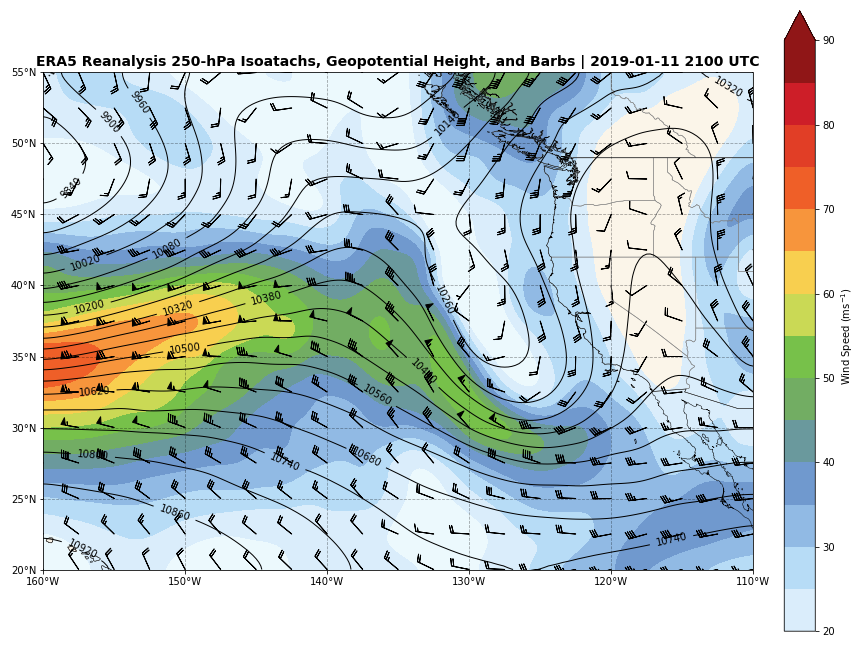 ERA5 Reanalysis 250-hPa Isoatachs, Geopotential Height, and Barbs | 2019-01-11 2100 UTC
55°N
50°N
45°N
40°N
35°N
30°N
25°N
20°N
160°W
150°W
140°W
130°W
120°W
110°W
9960
9900
9840
10140
10320
10020
10080
10200
10320
10380
10260
10500
10440
10620
10560
10800
10740
10680
10860
10920
10740
90
80
70
60
50
40
30
20
Wind Speed (ms⁻¹)